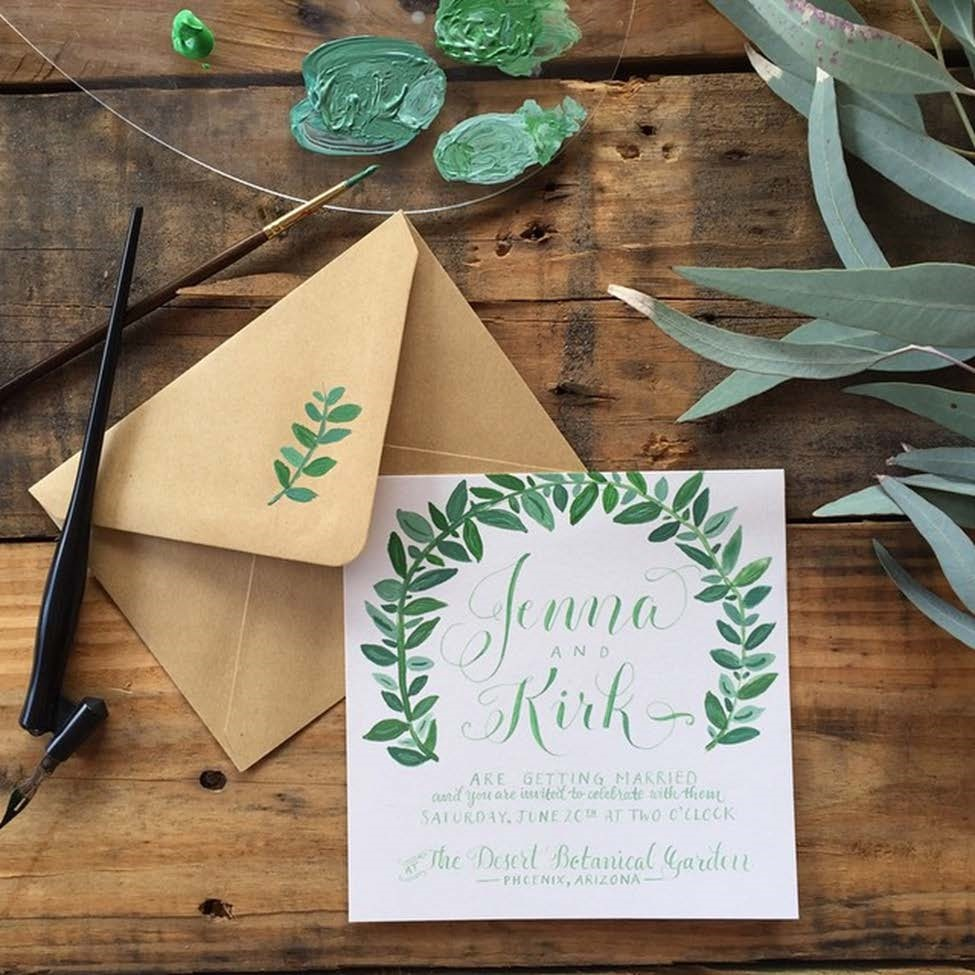 Jenna
AND
Kirk
ARE GETTING MARRIED
and you are invited to celebrate with them
SATURDAY, JUNE 20TH AT TWO O'CLOCK
AT The Desert Botanical Garden
—PHOENIX, ARIZONA—